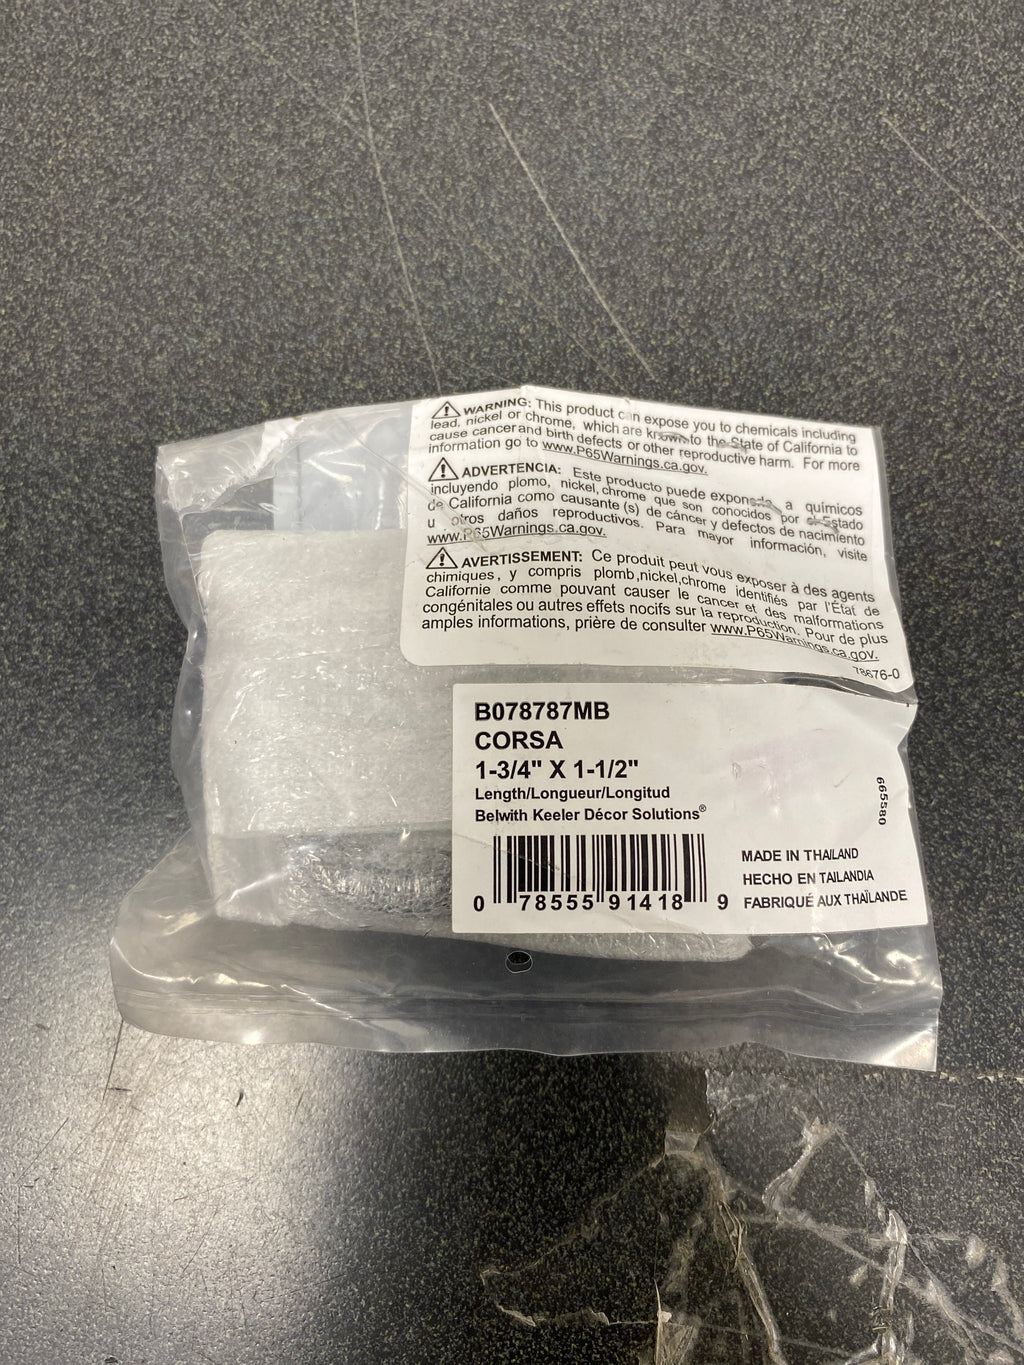 WARNING: This product can expose you to chemicals including
lead, nickel or chrome, which are known to the State of California to
cause cancer and birth defects or other reproductive harm. For more
information go to www.P65Warnings.ca.gov.
ADVERTENCIA: Este producto puede exponerle a químicos
incluyendo plomo, nickel, chrome que son conocidos por el Estado
de California como causante (s) de cáncer y defectos de nacimiento
u otros daños reproductivos. Para mayor información, visite
www.P65Warnings.ca.gov.
AVERTISSEMENT: Ce produit peut vous exposer à des agents
chimiques, y compris plomb,nickel,chrome identifiés par l'État de
Californie comme pouvant causer le cancer et des malformations
congénitales ou autres effets nocifs sur la reproduction. Pour de plus
amples informations, prière de consulter www.P65Warnings.ca.gov.
78676-0
B078787MB
CORSA
1-3/4" X 1-1/2"
Length/Longueur/Longitud
Belwith Keeler Décor Solutions®
665580
0 78555 91418 9
MADE IN THAILAND
HECHO EN TAILANDIA
FABRIQUÉ AUX THAÏLANDE